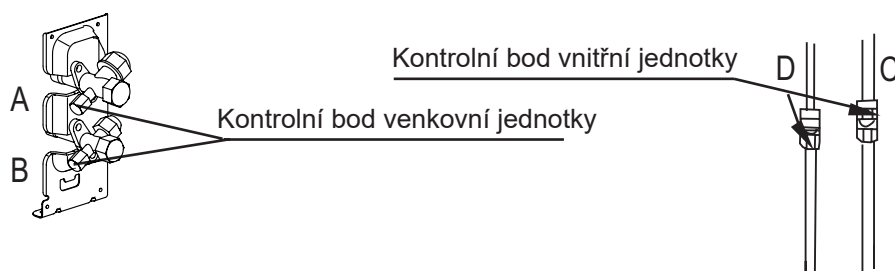 Kontrolní bod vnitřní jednotky
D
C
A
Kontrolní bod venkovní jednotky
B